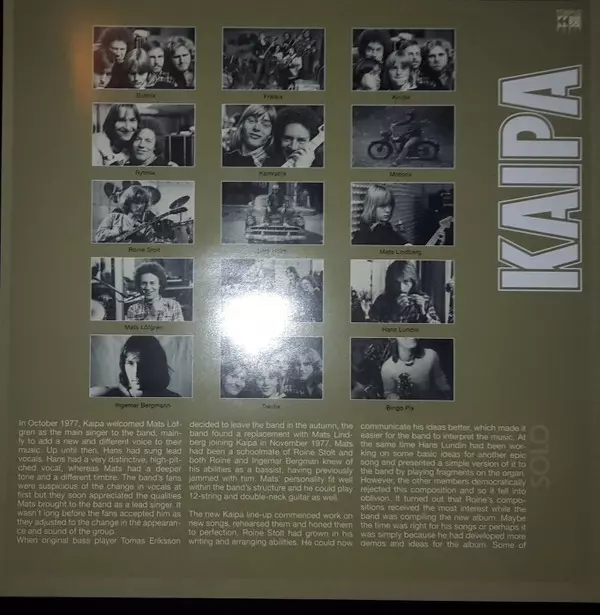 KAIPA
SOLO
Rytmik
Roine Stolt
Mats Lindberg
Mats Löfgren
Hans Lundin
Ingemar Bergmann
Bingo Pix
In October 1977, Kaipa welcomed Mats Löf-
gren as the main singer to the band, main-
ly to add a new and different voice to their
music. Up until then, Hans had sung lead
vocals. Hans had a very distinctive, high-pit-
ched vocal, whereas Mats had a deeper
tone and a different timbre. The band's fans
were suspicious of the change in vocals at
first but they soon appreciated the qualities
Mats brought to the band as a lead singer. It
wasn't long before the fans accepted him as
they adjusted to the change in the appearan-
ce and sound of the group.
When original bass player Tomas Eriksson
decided to leave the band in the autumn, the
band found a replacement with Mats Lind-
berg joining Kaipa in November 1977. Mats
had been a schoolmate of Roine Stolt and
both Roine and Ingemar Bergman knew of
his abilities as a bassist, having previously
jammed with him. Mats' personality fit well
within the band's structure and he could play
12-string and double-neck guitar as well.
The new Kaipa line-up commenced work on
new songs, rehearsed them and honed them
to perfection. Roine Stolt had grown in his
writing and arranging abilities. He could now
communicate his ideas better, which made it
easier for the band to interpret the music. At
the same time Hans Lundin had been wor-
king on some basic ideas for another epic
song and presented a simple version of it to
the band by playing fragments on the organ.
However, the other members democratically
rejected this composition and so it fell into
oblivion. It turned out that Roine's compo-
sitions received the most interest while the
band was compiling the new album. Maybe
the time was right for his songs or perhaps it
was simply because he had developed more
demos and ideas for the album. Some of